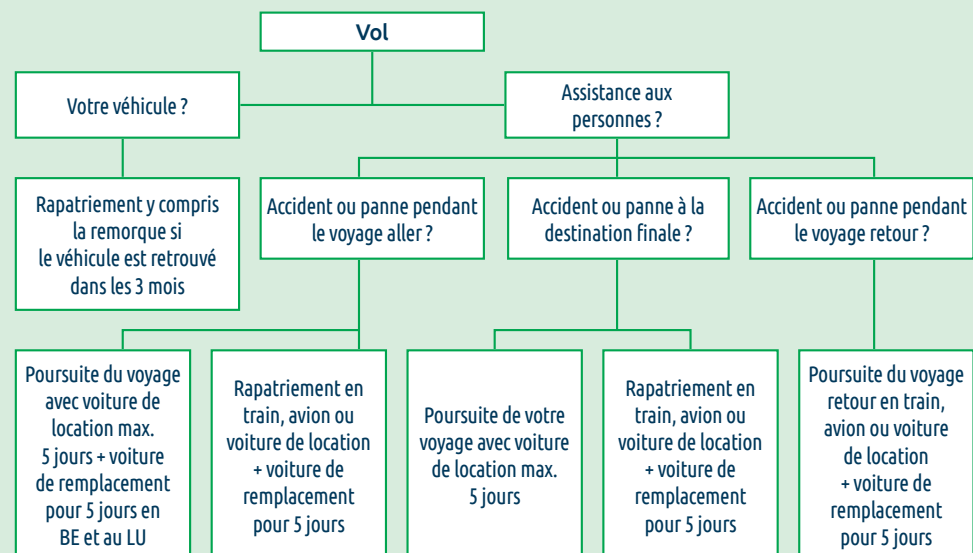 Vol
Votre véhicule ?
Assistance aux
personnes ?
Rapatriement y compris
la remorque si
le véhicule est retrouvé
dans les 3 mois
Accident ou panne pendant
le voyage aller ?
Accident ou panne à la
destination finale ?
Accident ou panne pendant
le voyage retour ?
Poursuite du voyage
avec voiture de
location max.
5 jours + voiture
de remplacement
pour 5 jours en
BE et au LU
Rapatriement en
train, avion ou
voiture de location
+ voiture de
remplacement
pour 5 jours
Poursuite de votre
voyage avec voiture
de location max.
5 jours
Rapatriement en
train, avion ou
voiture de location
+ voiture de
remplacement
pour 5 jours
Poursuite du voyage
retour en train,
avion ou voiture
de location
+ voiture de
remplacement
pour 5 jours